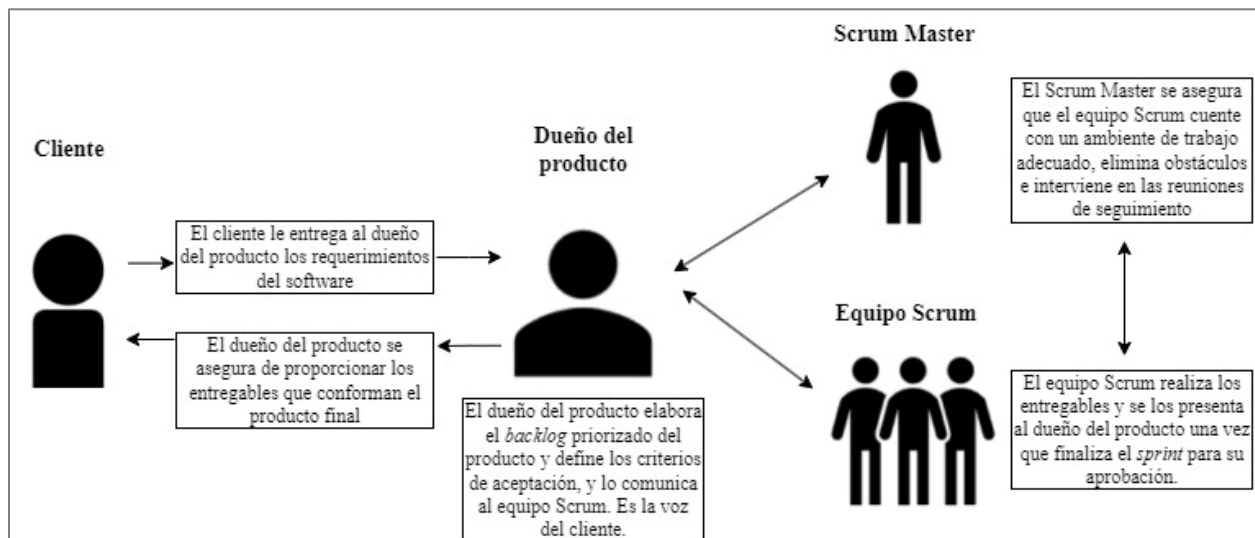 Cliente
El cliente le entrega al dueño
del producto los requerimientos
del software
El dueño del producto se
asegura de proporcionar los
entregables que conforman el
producto final
Dueño del
producto
El dueño del producto elabora
el backlog priorizado del
producto y define los criterios
de aceptación, y lo comunica
al equipo Scrum. Es la voz
del cliente.
Scrum Master
El Scrum Master se asegura
que el equipo Scrum cuente
con un ambiente de trabajo
adecuado, elimina obstáculos
e interviene en las reuniones
de seguimiento
Equipo Scrum
El equipo Scrum realiza los
entregables y se los presenta
al dueño del producto una vez
que finaliza el sprint para su
aprobación.